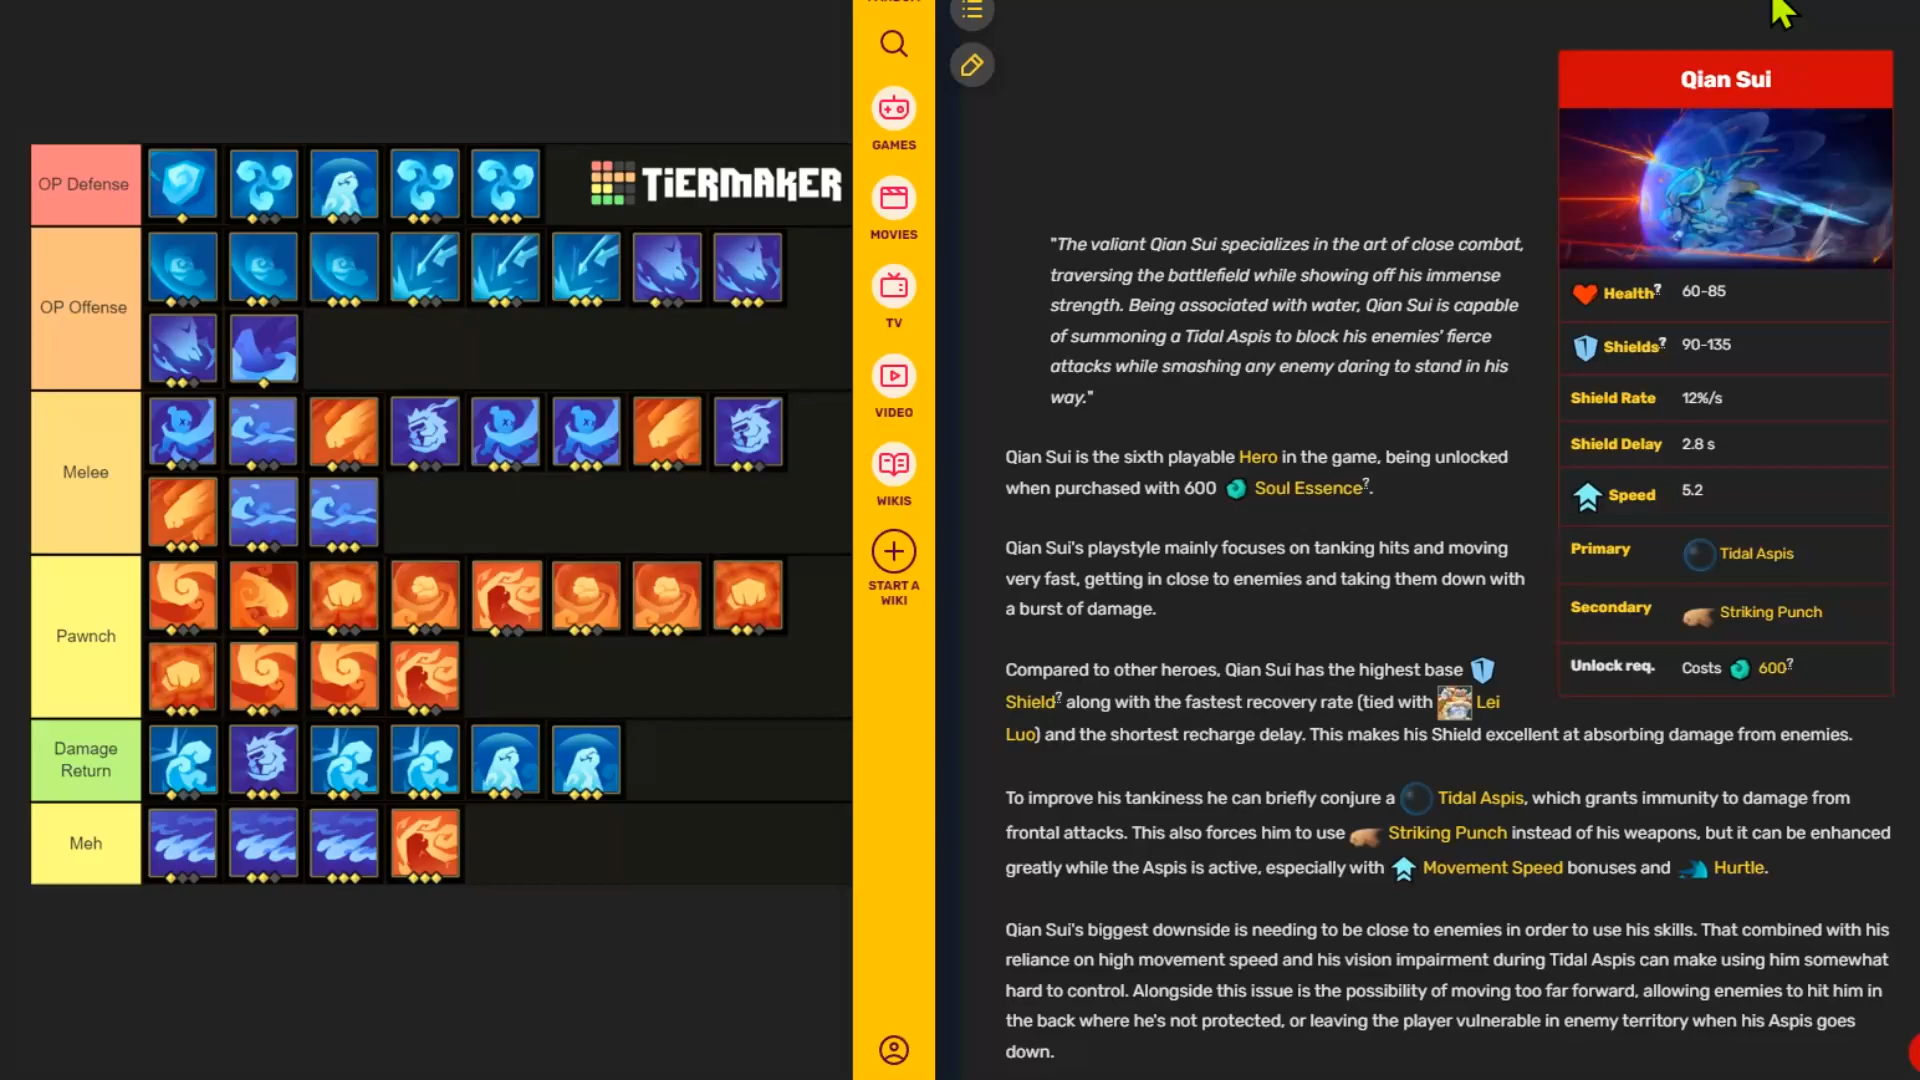 OP Defense
TiERMAKER
OP Offense
Melee
Pawnch
Damage
Return
Meh
GAMES
MOVIES
TV
VIDEO
WIKIS
START A
WIKI
"The valiant Qian Sui specializes in the art of close combat,
traversing the battlefield while showing off his immense
strength. Being associated with water, Qian Sui is capable
of summoning a Tidal Aspis to block his enemies' fierce
attacks while smashing any enemy daring to stand in his
way."
Qian Sui is the sixth playable Hero in the game, being unlocked
when purchased with 600 Soul Essence?.
Qian Sui's playstyle mainly focuses on tanking hits and moving
very fast, getting in close to enemies and taking them down with
a burst of damage.
Compared to other heroes, Qian Sui has the highest base
Shield? along with the fastest recovery rate (tied with Lei
Luo) and the shortest recharge delay. This makes his Shield excellent at absorbing damage from enemies.
To improve his tankiness he can briefly conjure a Tidal Aspis, which grants immunity to damage from
frontal attacks. This also forces him to use Striking Punch instead of his weapons, but it can be enhanced
greatly while the Aspis is active, especially with Movement Speed bonuses and Hurtle.
Qian Sui's biggest downside is needing to be close to enemies in order to use his skills. That combined with his
reliance on high movement speed and his vision impairment during Tidal Aspis can make using him somewhat
hard to control. Alongside this issue is the possibility of moving too far forward, allowing enemies to hit him in
the back where he's not protected, or leaving the player vulnerable in enemy territory when his Aspis goes
down.
Qian Sui
Health? 60-85
Shields? 90-135
Shield Rate 12%/s
Shield Delay 2.8 s
Speed 5.2
Primary Tidal Aspis
Secondary Striking Punch
Unlock req. Costs 600?